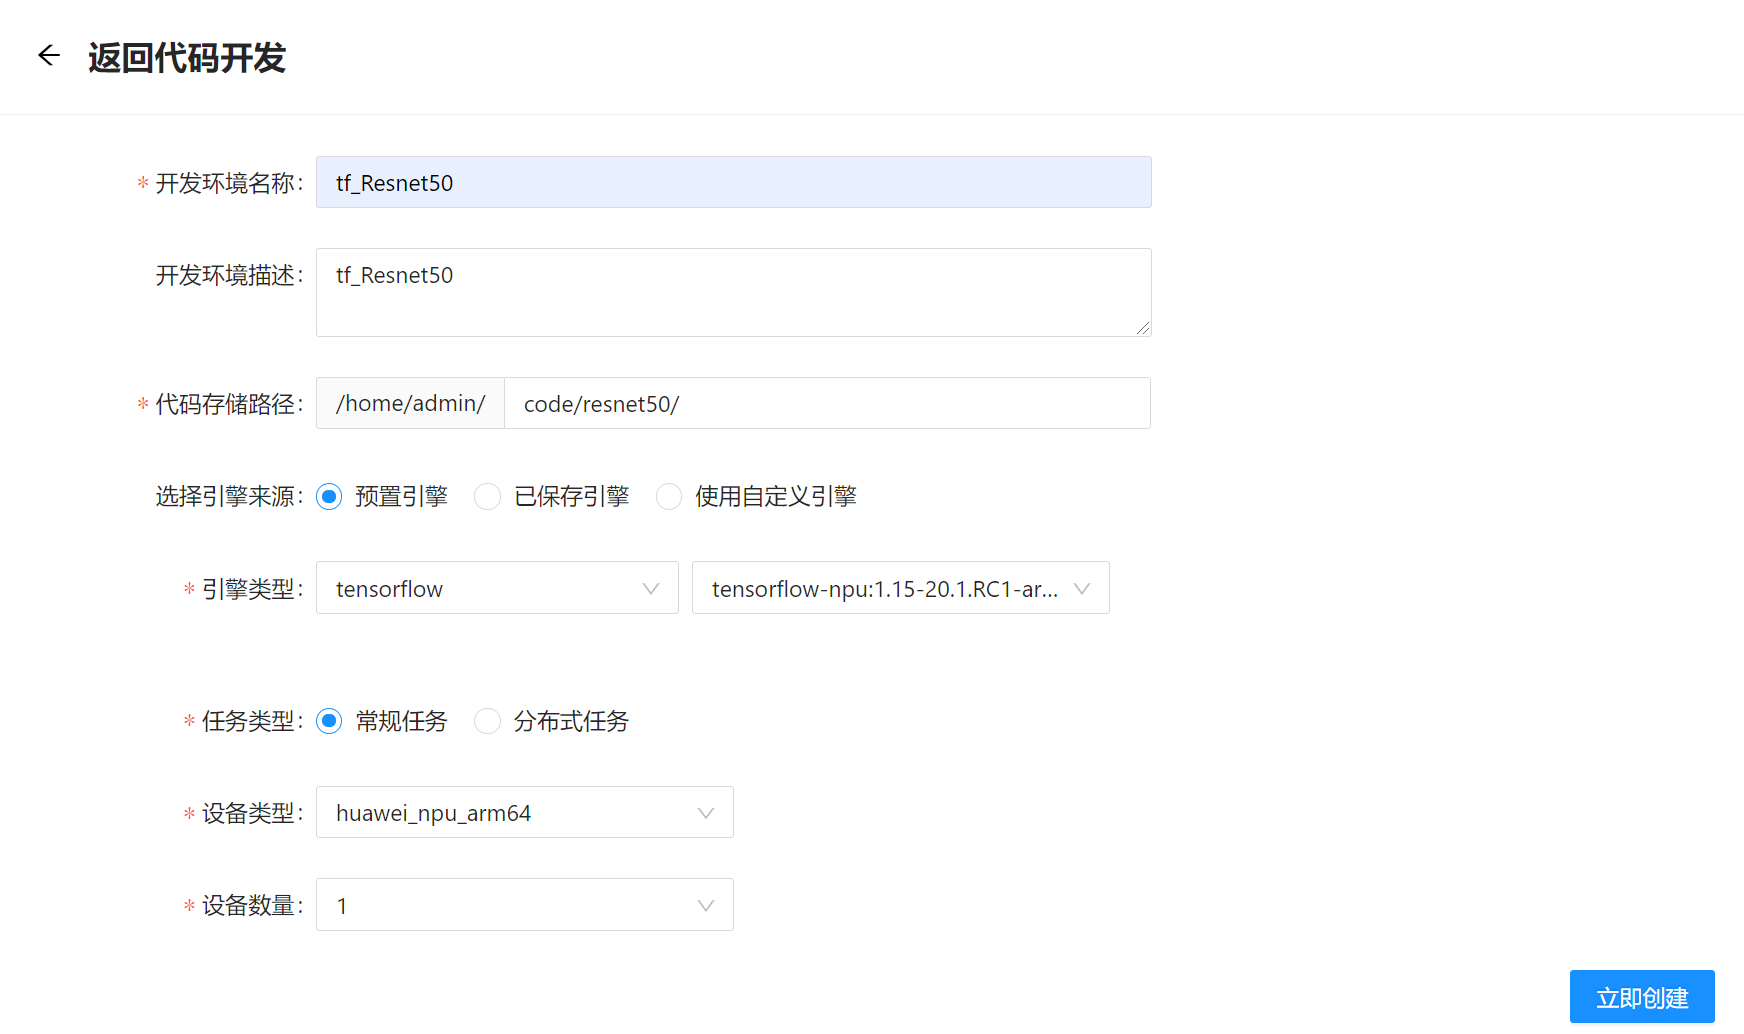 返回代码开发
* 开发环境名称: tf_Resnet50
开发环境描述: tf_Resnet50
* 代码存储路径: /home/admin/ code/resnet50/
选择引擎来源: 预置引擎 已保存引擎 使用自定义引擎
* 引擎类型: tensorflow tensorflow-npu:1.15-20.1.RC1-ar...
* 任务类型: 常规任务 分布式任务
* 设备类型: huawei_npu_arm64
* 设备数量: 1
立即创建